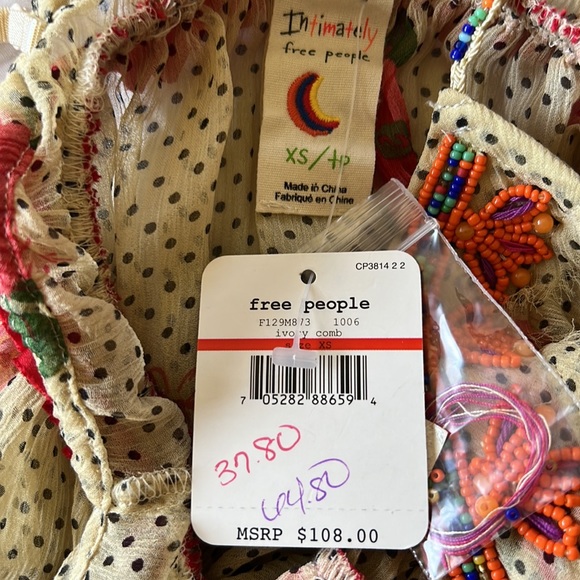 Intimately
free people
XS/TP
Made in China
Fabriqué en Chine
CP3814 2 2
free people
F129M873 1006
ivory comb
size XS
7 05282 88659 4
37.80
64.80
MSRP $108.00